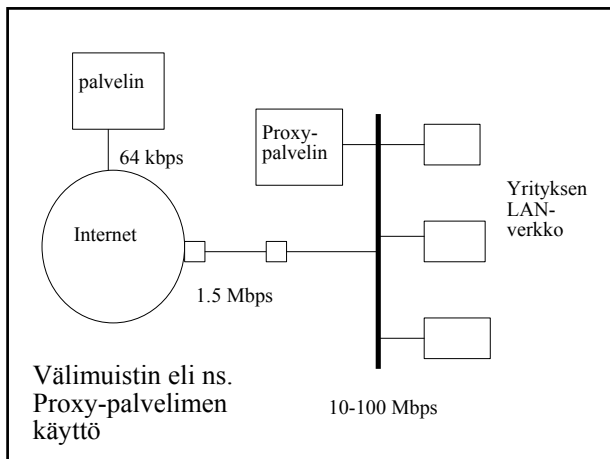 palvelin
64 kbps
Internet
1.5 Mbps
Proxy-
palvelin
Yrityksen
LAN-
verkko
10-100 Mbps
Välimuistin eli ns.
Proxy-palvelimen
käyttö